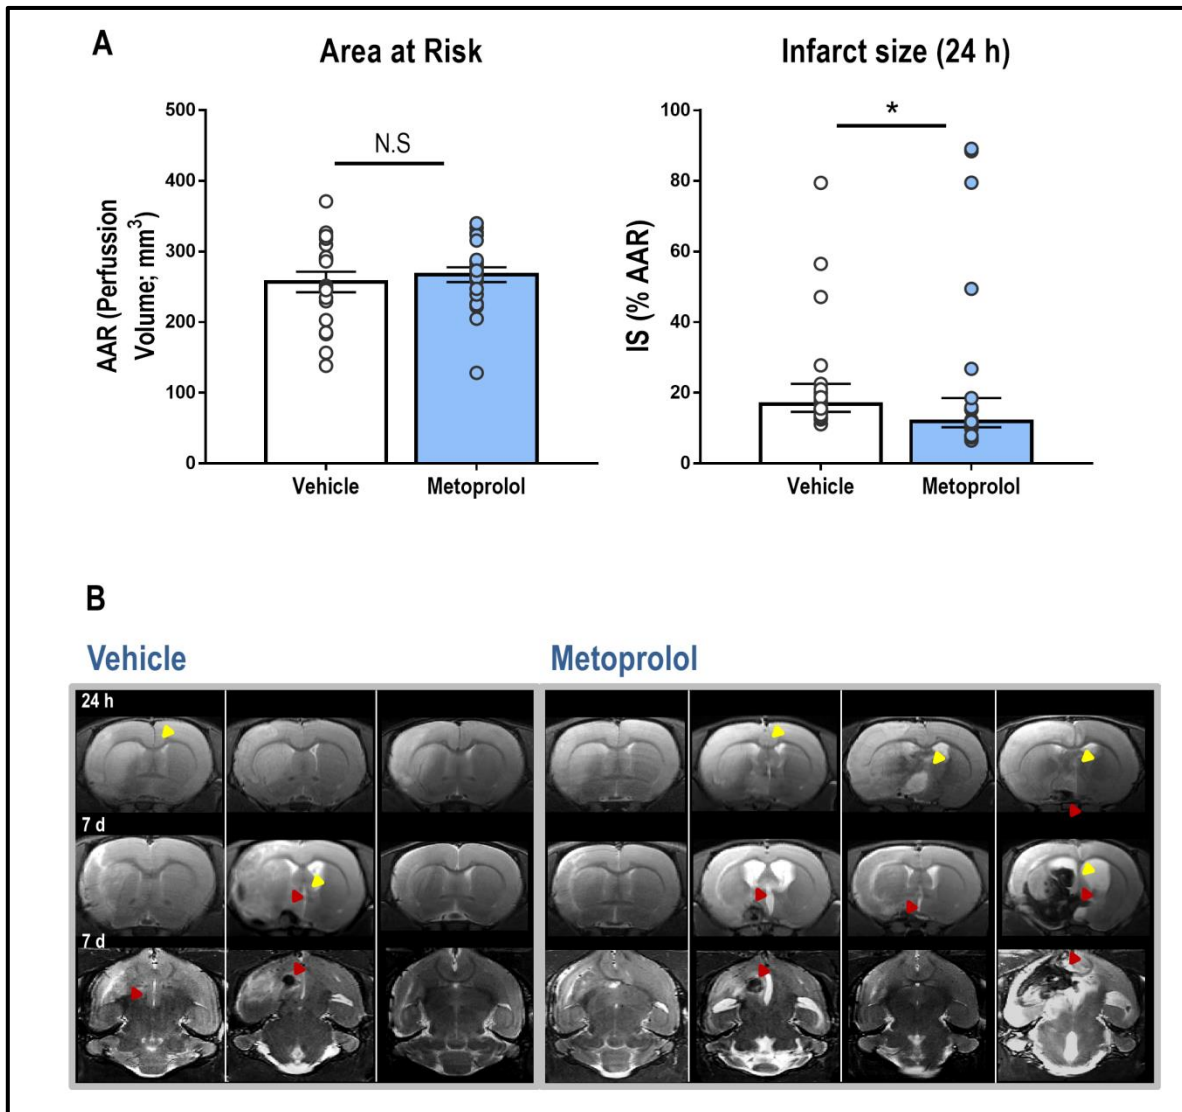 A
Area at Risk
Infarct size (24 h)
AAR (Perfussion
Volume; mm³)
500
400
300
200
100
0
N.S
Vehicle
Metoprolol
IS (% AAR)
100
80
60
40
20
0
*
Vehicle
Metoprolol
B
Vehicle
Metoprolol
24 h
7 d
7 d